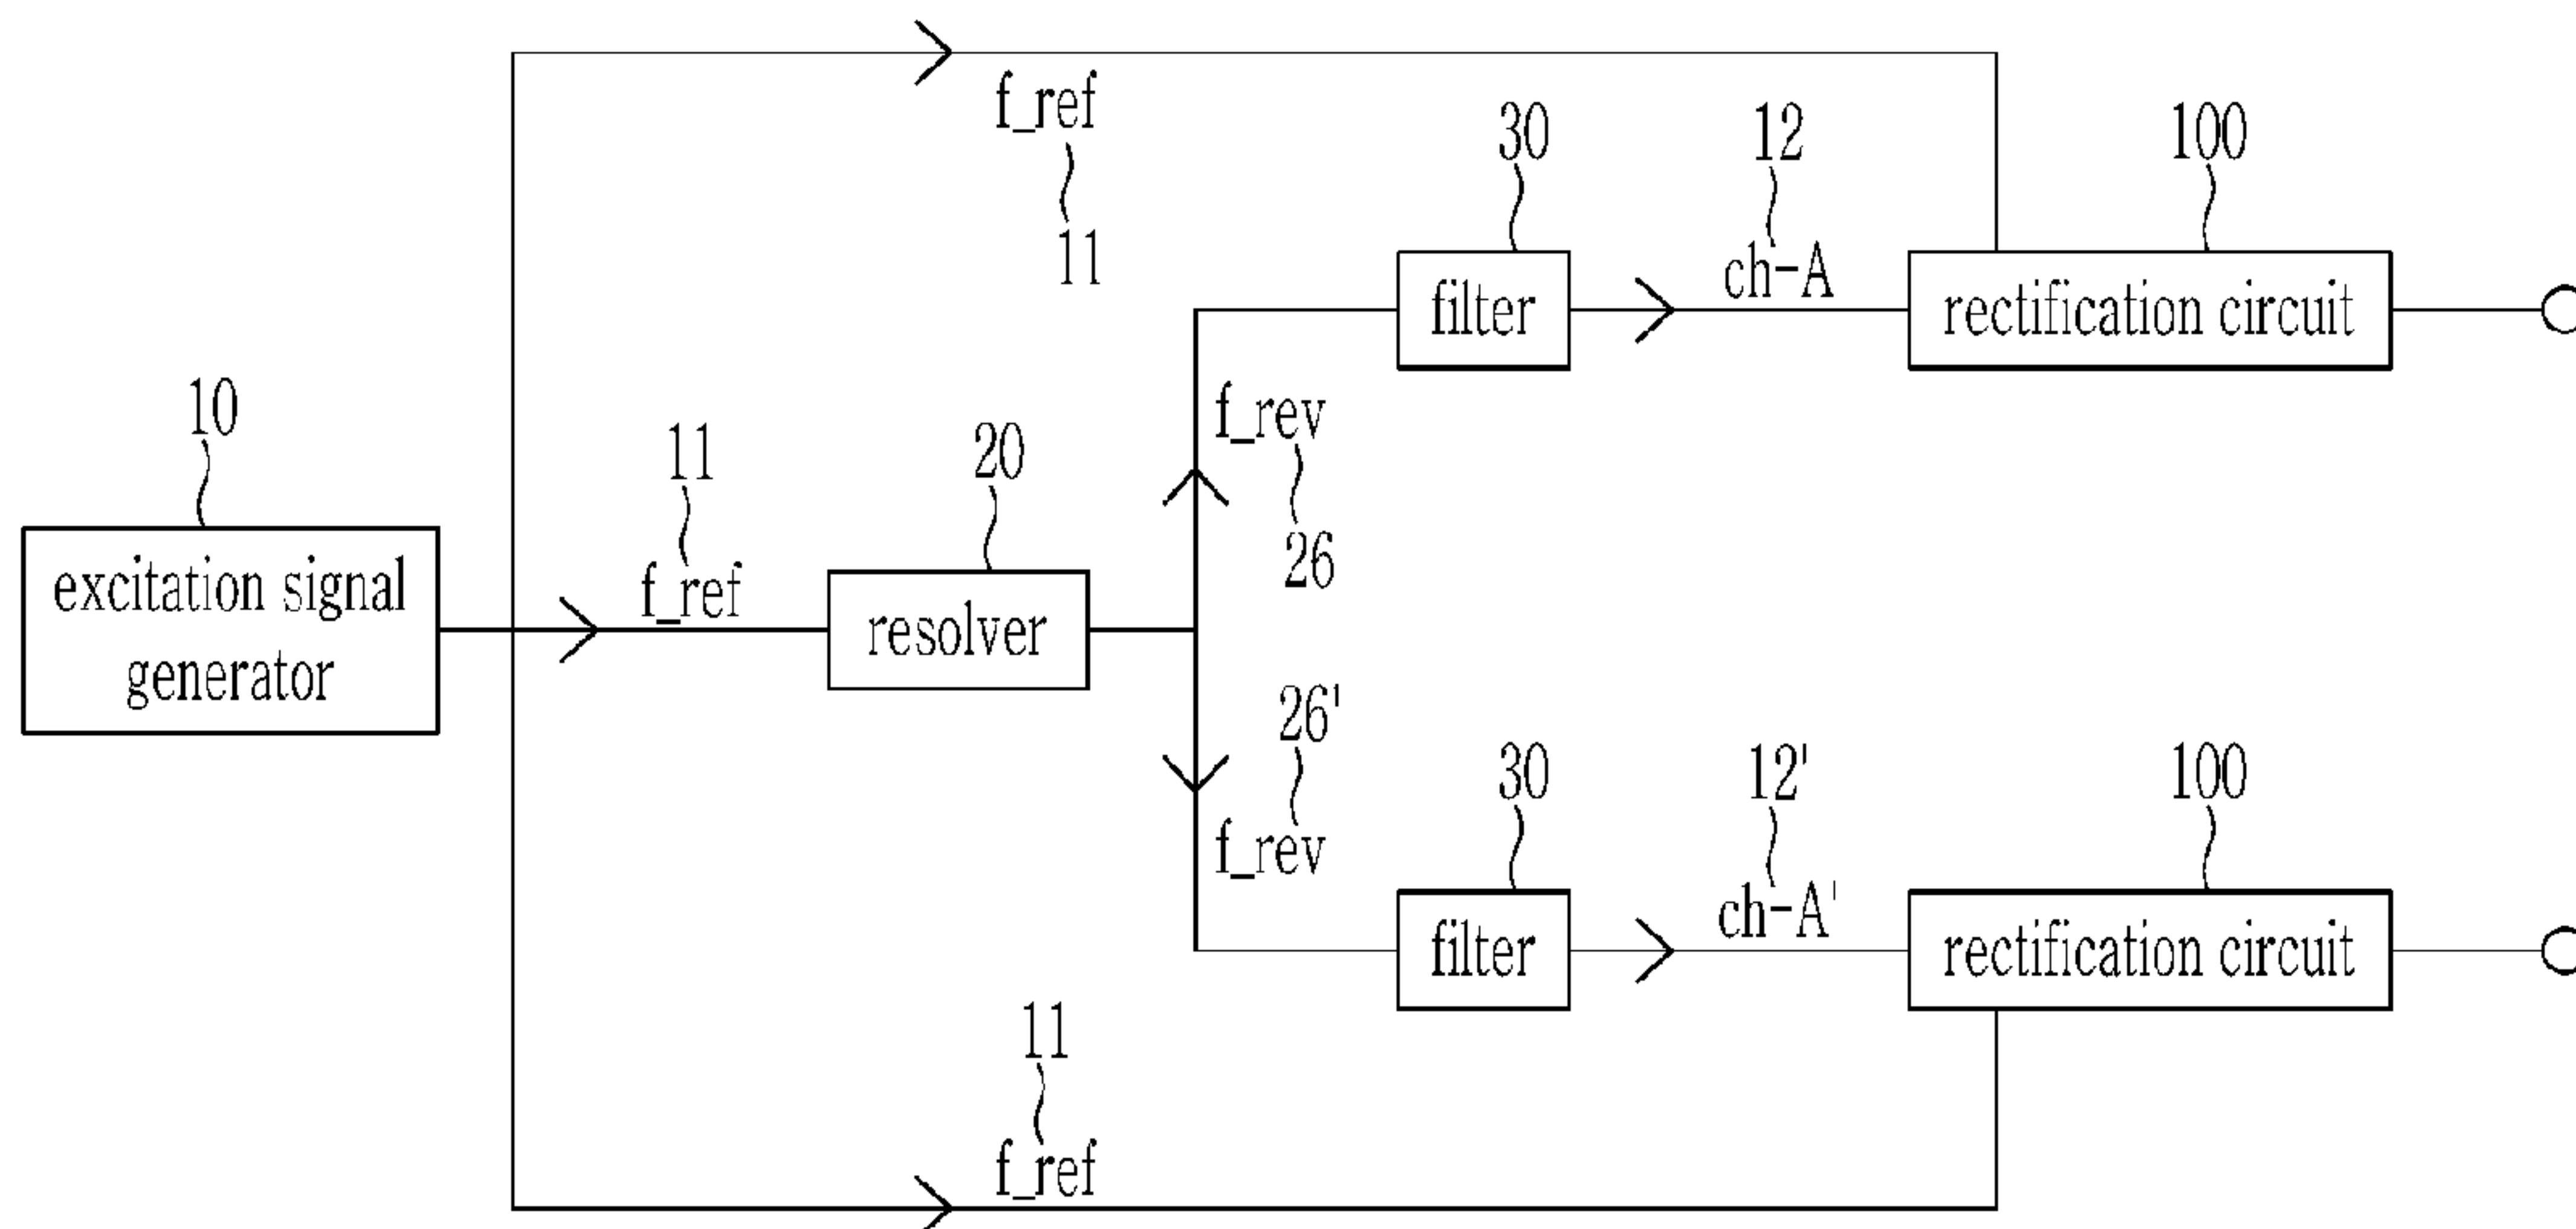 f_ref
11
30
12
100
ch-A
filter
rectification circuit
10
11
20
f_rev
26
excitation signal
generator
f_ref
resolver
26'
f_rev
30
12'
100
ch-A'
filter
rectification circuit
11
f_ref